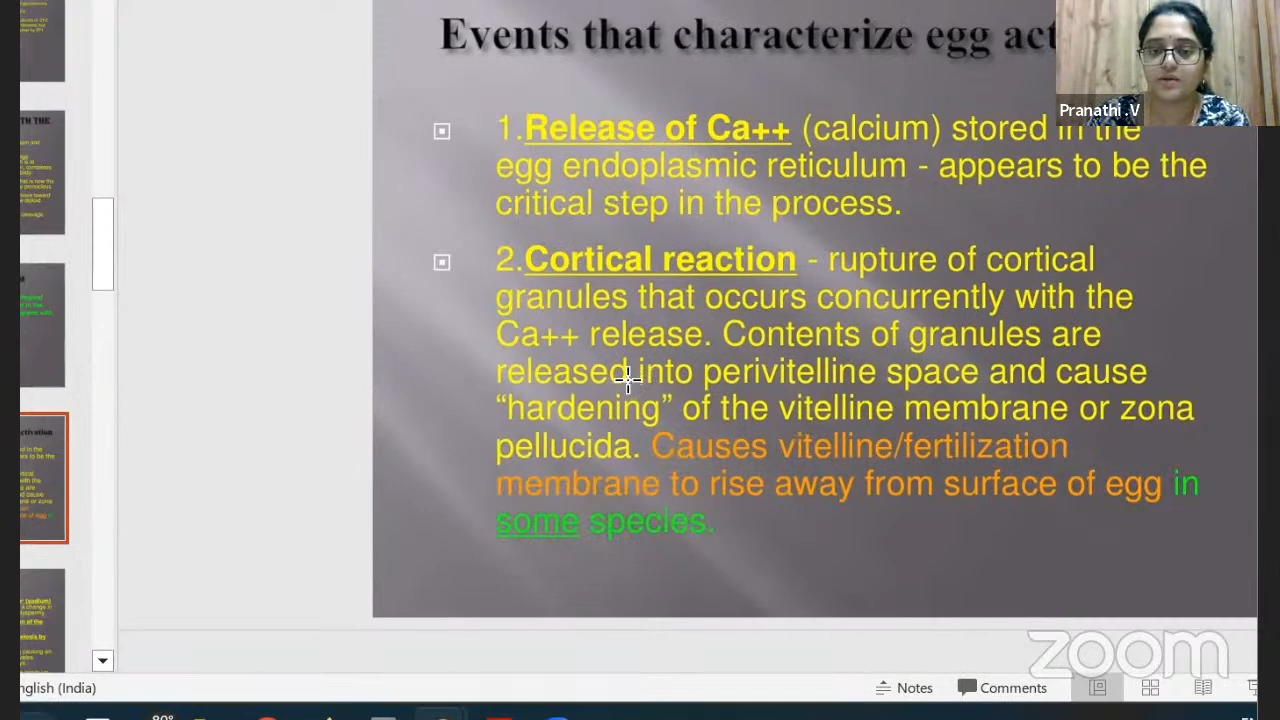 Events that characterize egg act
Pranathi .V
1.Release of Ca++ (calcium) stored in the
egg endoplasmic reticulum - appears to be the
critical step in the process.
2.Cortical reaction - rupture of cortical
granules that occurs concurrently with the
Ca++ release. Contents of granules are
released into perivitelline space and cause
“hardening” of the vitelline membrane or zona
pellucida. Causes vitelline/fertilization
membrane to rise away from surface of egg in
some species.
zoom
nglish (India)
Notes
Comments